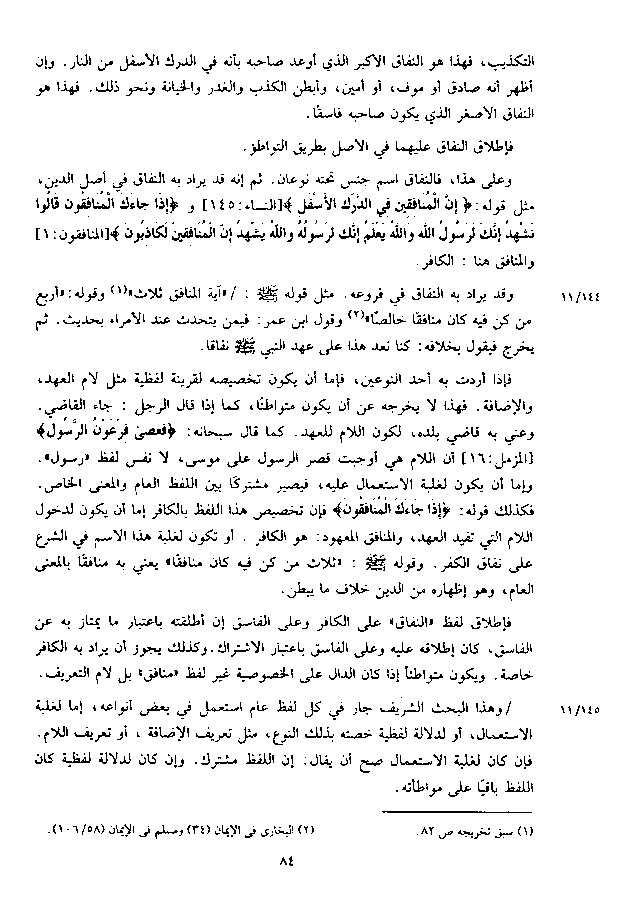 التكذيب، فهذا هو النفاق الأكبر الذي أوعد صاحبه بأنه في الدرك الأسفل من النار. وإن
أظهر أنه صادق أو موف، أو أمين، وأبطن الكذب والغدر والخيانة ونحو ذلك. فهذا هو
النفاق الأصغر الذي يكون صاحبه فاسقًا.
فإطلاق النفاق عليهما في الأصل بطريق التواطؤ.
وعلى هذا، فالنفاق اسم جنس تحته نوعان. ثم إنه قد يراد به النفاق في أصل الدين،
مثل قوله: ﴿ إِنَّ الْمُنَافِقِينَ فِي الدَّرْكِ الأَسْفَلِ ﴾ [النساء: ١٤٥] و ﴿إِذَا جَاءَكَ الْمُنَافِقُونَ قَالُوا
نَشْهَدُ إِنَّكَ لَرَسُولُ اللَّهِ وَاللَّهُ يَعْلَمُ إِنَّكَ لَرَسُولُهُ وَاللَّهُ يَشْهَدُ إِنَّ الْمُنَافِقِينَ لَكَاذِبُونَ ﴾ [المنافقون: ١]
والمنافق هنا : الكافر.
١١/١٤٤ وقد يراد به النفاق في فروعه. مثل قوله ﷺ : / «آية المنافق ثلاث»(١) وقوله: «أربع
من كن فيه كان منافقًا خالصًا»(٢) وقول ابن عمر: فيمن يتحدث عند الأمراء بحديث. ثم
يخرج فيقول بخلافه: كنا نعد هذا على عهد النبي ﷺ نفاقا.
فإذا أردت به أحد النوعين، فإما أن يكون تخصيصه لقرينة لفظية مثل لام العهد،
والإضافة. فهذا لا يخرجه عن أن يكون متواطئًا، كما إذا قال الرجل : جاء القاضي.
وعني به قاضي بلده، لكون اللام للعهد. كما قال سبحانه: ﴿فَعَصَىٰ فِرْعَوْنُ الرَّسُولَ﴾
[المزمل: ١٦] أن اللام هي أوجبت قصر الرسول على موسى، لا نفس لفظ «رسول».
وإما أن يكون لغلبة الاستعمال عليه، فيصير مشتركًا بين اللفظ العام والمعنى الخاص.
فكذلك قوله: ﴿إِذَا جَاءَكَ الْمُنَافِقُونَ﴾ فإن تخصيص هذا اللفظ بالكافر إما أن يكون لدخول
اللام التي تفيد العهد، والمنافق المعهود: هو الكافر . أو تكون لغلبة هذا الاسم في الشرع
على نفاق الكفر. وقوله ﷺ : «ثلاث من كن فيه كان منافقًا» يعني به منافقًا بالمعنى
العام، وهو إظهاره من الدين خلاف ما يبطن.
فإطلاق لفظ «النفاق» على الكافر وعلى الفاسق إن أطلقته باعتبار ما يمتاز به عن
الفاسق، كان إطلاقه عليه وعلى الفاسق باعتبار الاشتراك. وكذلك يجوز أن يراد به الكافر
خاصة. ويكون متواطئاً إذا كان الدال على الخصوصية غير لفظ «منافق» بل لام التعريف.
١١/١٤٥ / وهذا البحث الشريف جار في كل لفظ عام استعمل في بعض أنواعه، إما لغلبة
الاستعمال، أو لدلالة لفظية خصته بذلك النوع، مثل تعريف الإضافة ، أو تعريف اللام.
فإن كان لغلبة الاستعمال صح أن يقال: إن اللفظ مشترك. وإن كان لدلالة لفظية كان
اللفظ باقيًا على مواطأته.
(١) سبق تخريجه ص ٨٢. (٢) البخارى فى الإيمان (٣٤) ومسلم فى الإيمان (١٠٦/٥٨).
٨٤